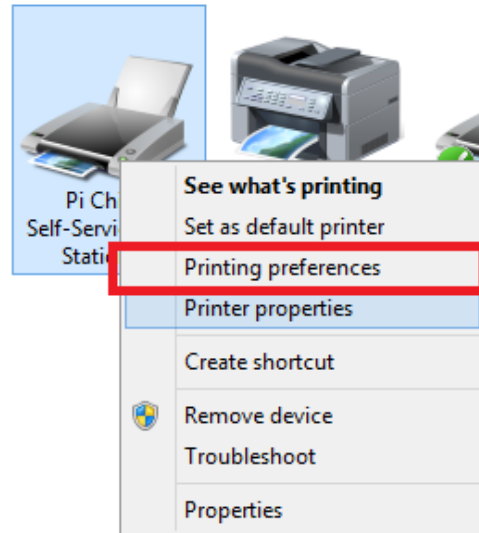 Pi Ch
Self-Servi
Static
See what's printing
Set as default printer
Printing preferences
Printer properties
Create shortcut
Remove device
Troubleshoot
Properties